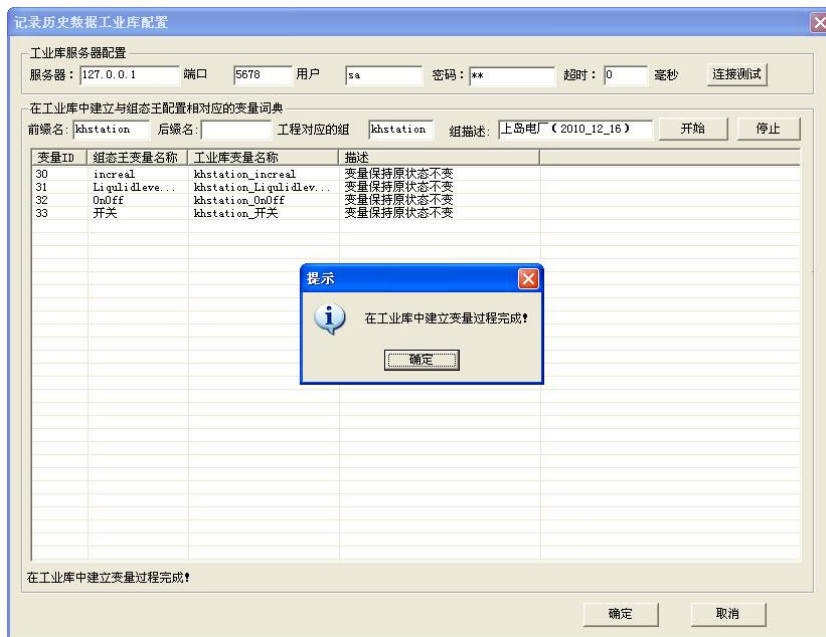 记录历史数据工业库配置
工业库服务器配置
服务器： 127.0.0.1 端口 5678 用户 sa 密码： ** 超时： 0 毫秒 连接测试
在工业库中建立与组态王配置相对应的变量词典
前缀名: khstation 后缀名: 工程对应的组 khstation 组描述: 上岛电厂(2010_12_16) 开始 停止
变量ID 组态王变量名称 工业库变量名称 描述
30 increal khstation_increal 变量保持原状态不变
31 Liqulidleve... khstation_Liqulidlev... 变量保持原状态不变
32 OnOff khstation_OnOff 变量保持原状态不变
33 开关 khstation_开关 变量保持原状态不变
提示
在工业库中建立变量过程完成!
确定
在工业库中建立变量过程完成!
确定 取消